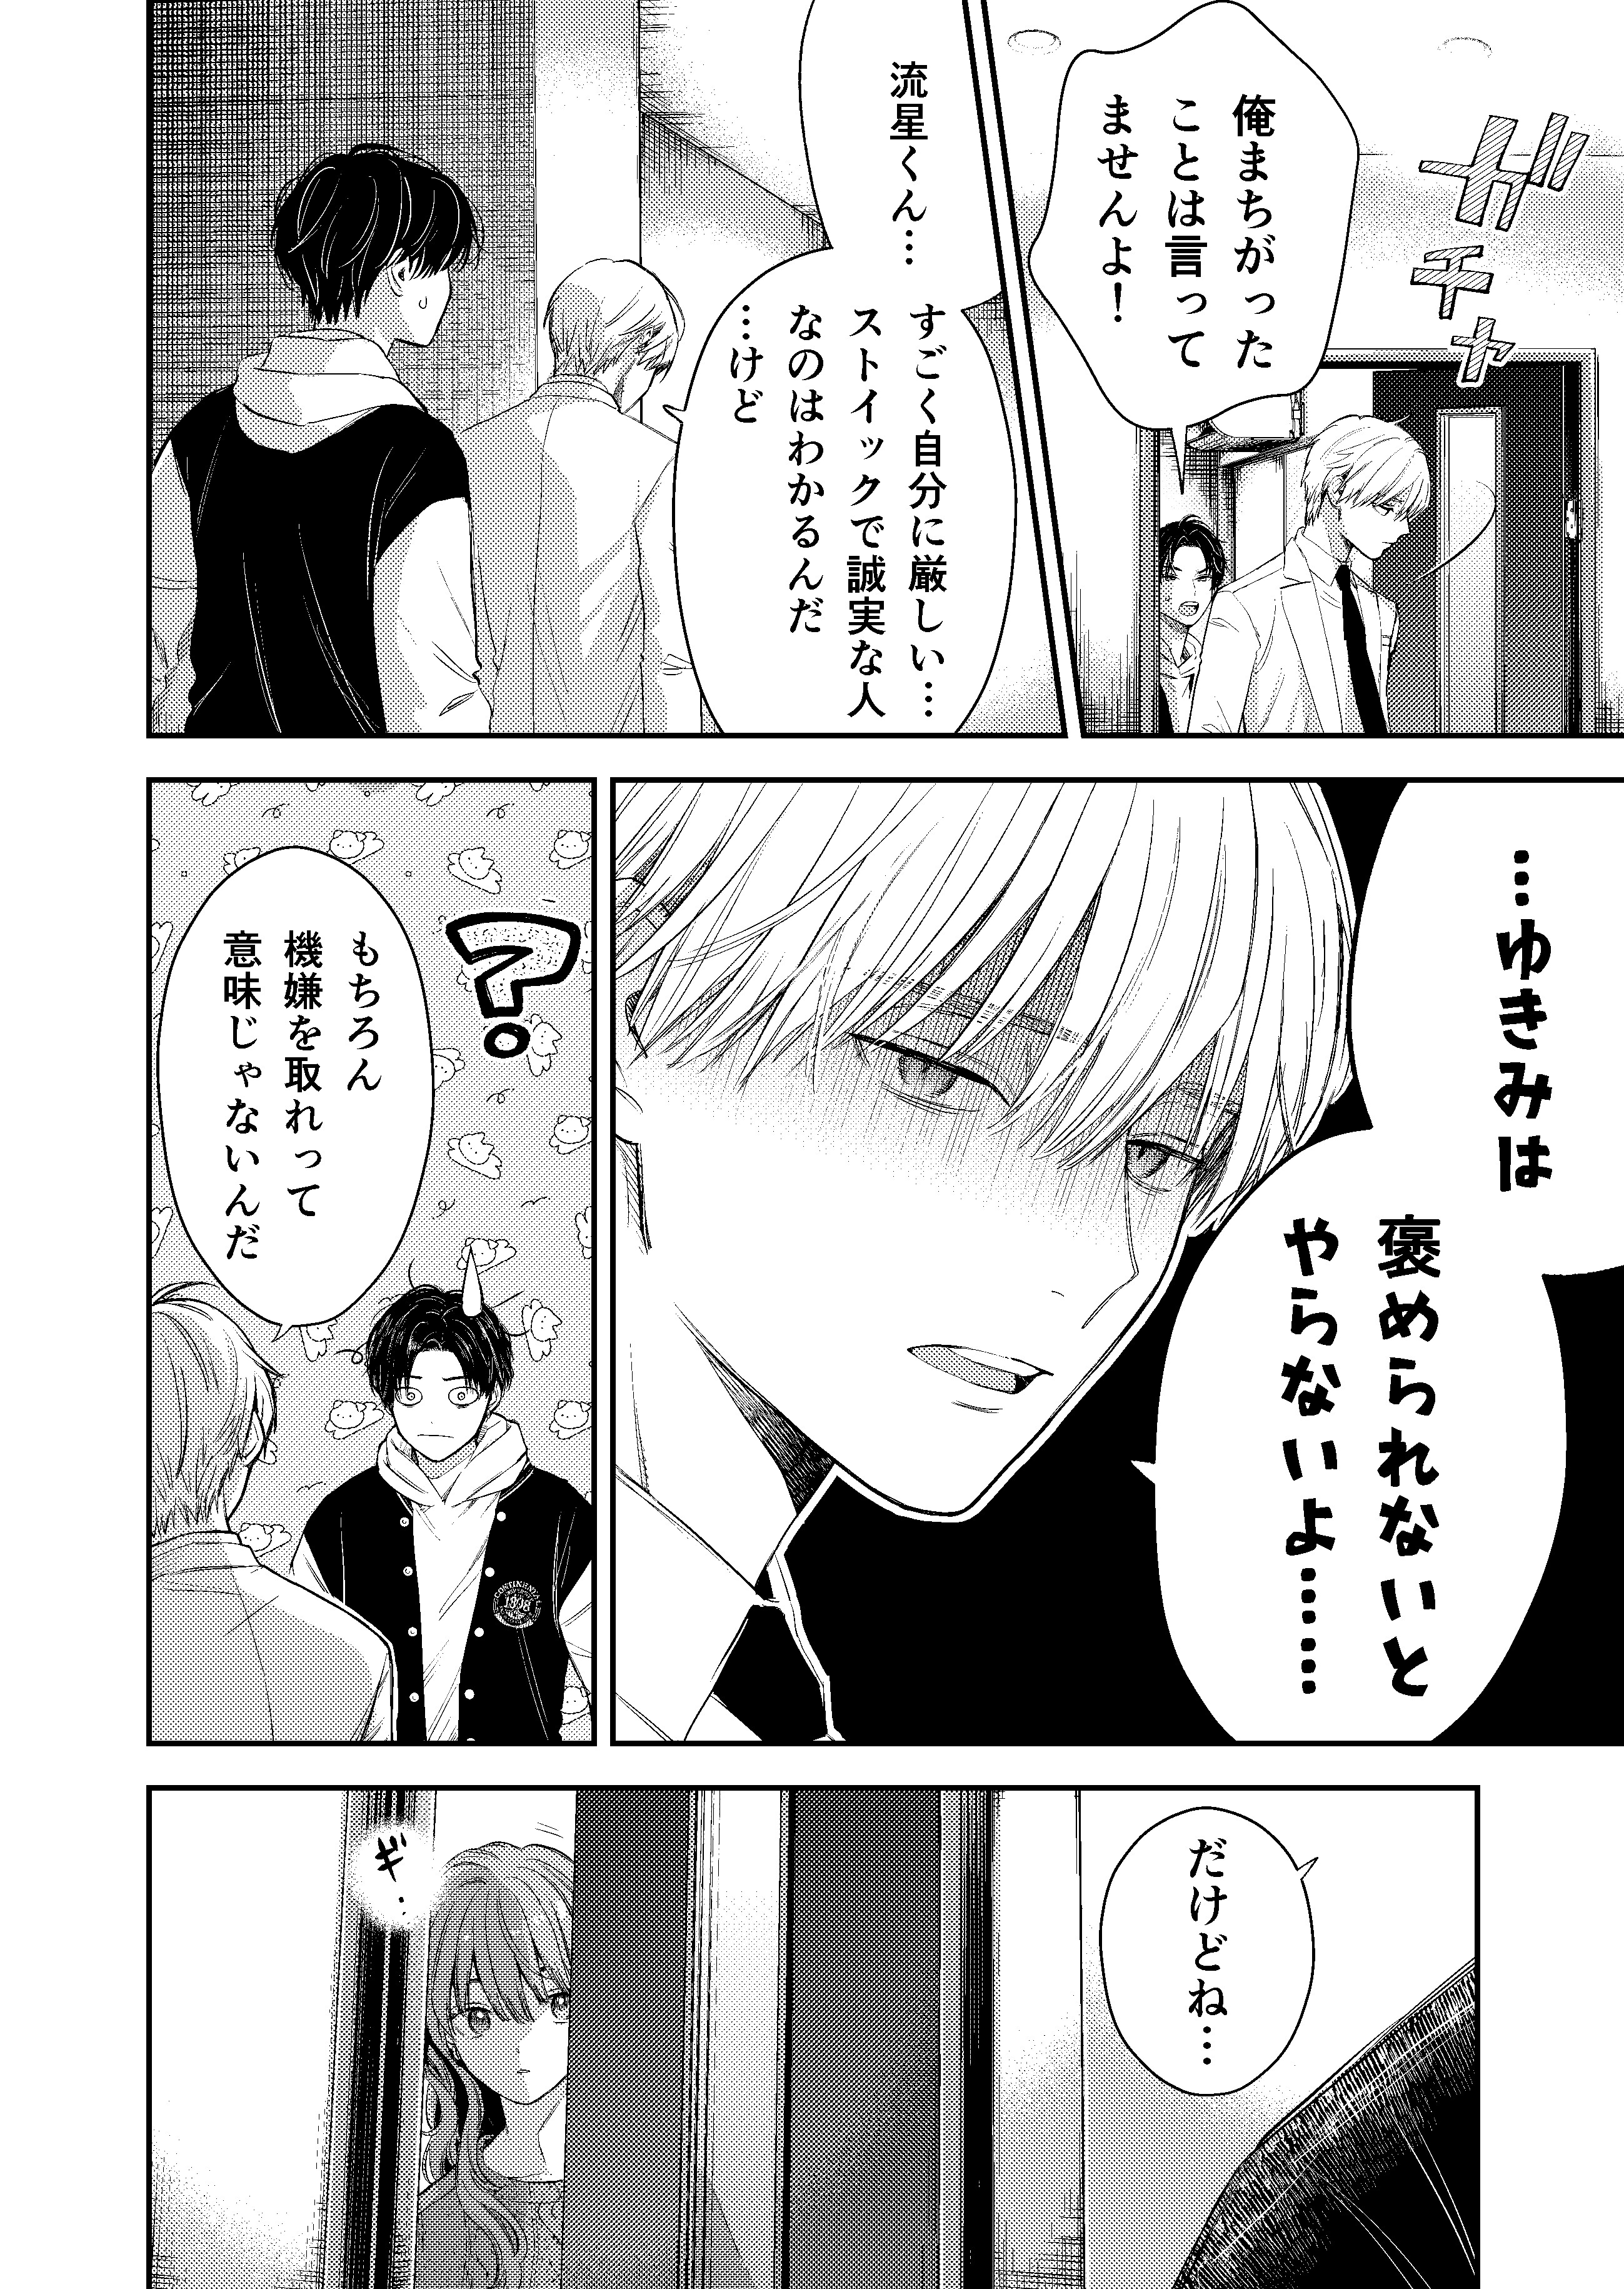 ガチャ
俺まちがった
ことは言って
ませんよ！
流星くん…
すごく自分に厳しい…
ストイックで誠実な人
なのはわかるんだ
…けど
…ゆきみは
褒められないと
やらないよ……
？
もちろん
機嫌を取れって
意味じゃないんだ
CONTINENTAL
1898
だけどね…
ギ…